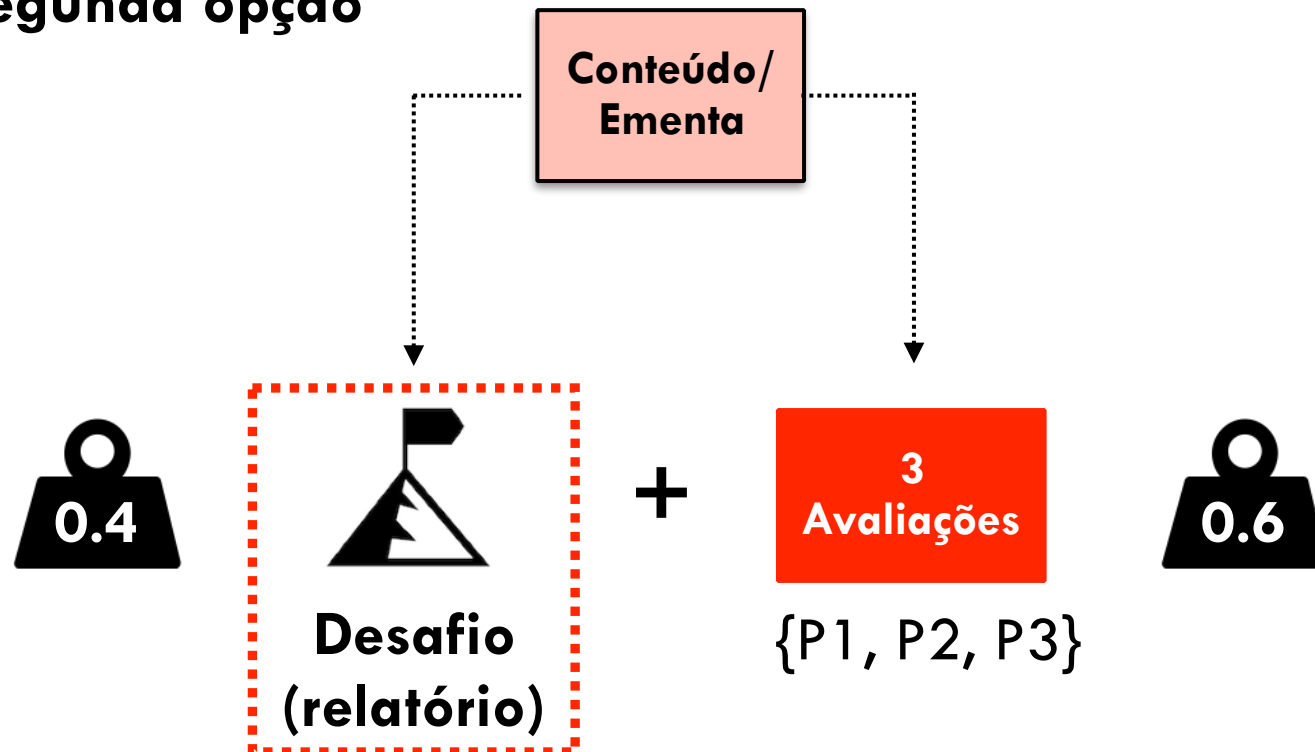 egunda opção
Conteúdo/
Ementa
0.4
+
3
Avaliações
0.6
Desafio
(relatório)
{P1, P2, P3}